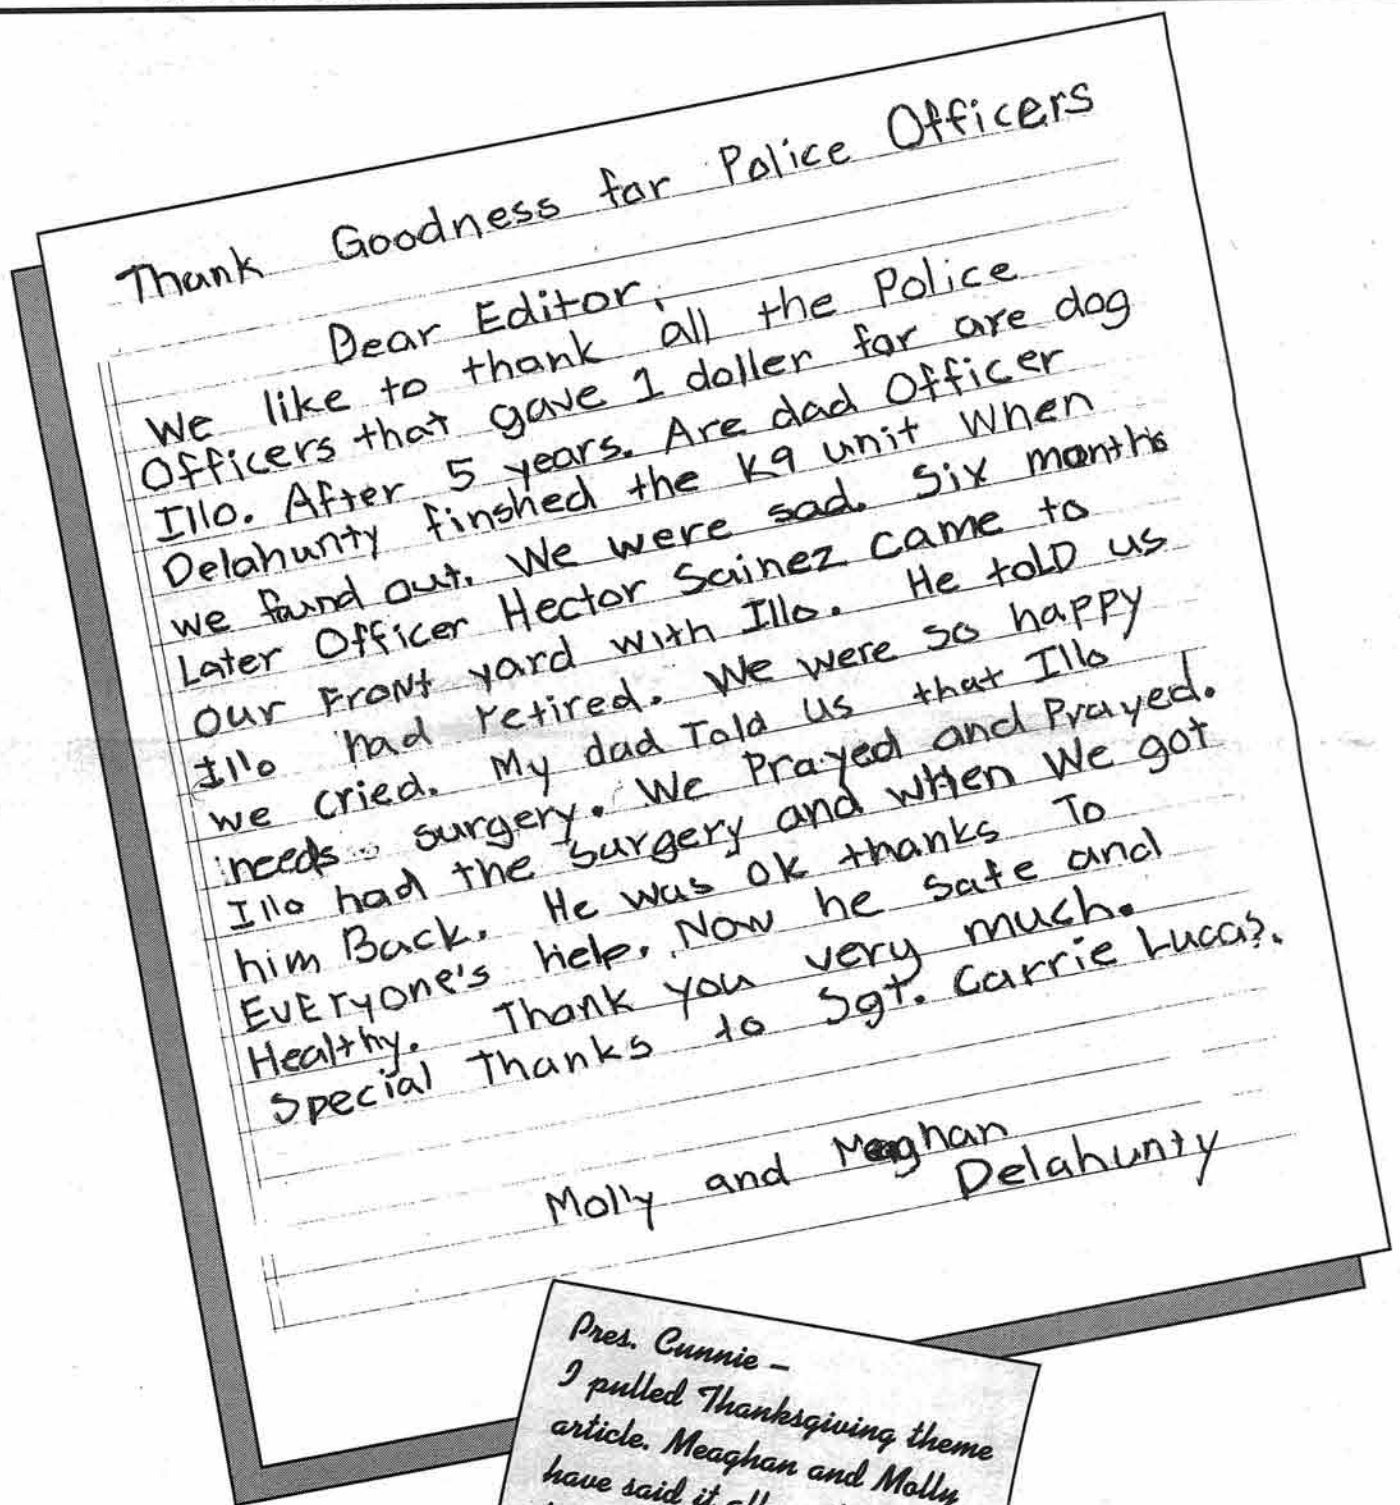 Thank Goodness for Police Officers
Dear Editor,
We like to thank all the Police
Officers that gave 1 doller for are dog
Illo. After 5 years. Are dad Officer
Delahunty finshed the K9 unit When
we found out. We were sad. Six months
Later Officer Hector Sainez came to
our Front yard with Illo. He tolD us
Illo had retired. We were so happy
we cried. My dad Told us that Illo
needs surgery. We Prayed and Prayed.
Illo had the Surgery and wHen We got
him Back. He was ok thanks To
EvErYone's help. Now he safe and
Healthy. Thank you very much.
Special Thanks to Sgt. Carrie Lucas.
Molly and Meaghan
Delahunty
Pres. Cunnie –
I pulled Thanksgiving theme
article. Meaghan and Molly
have said it all